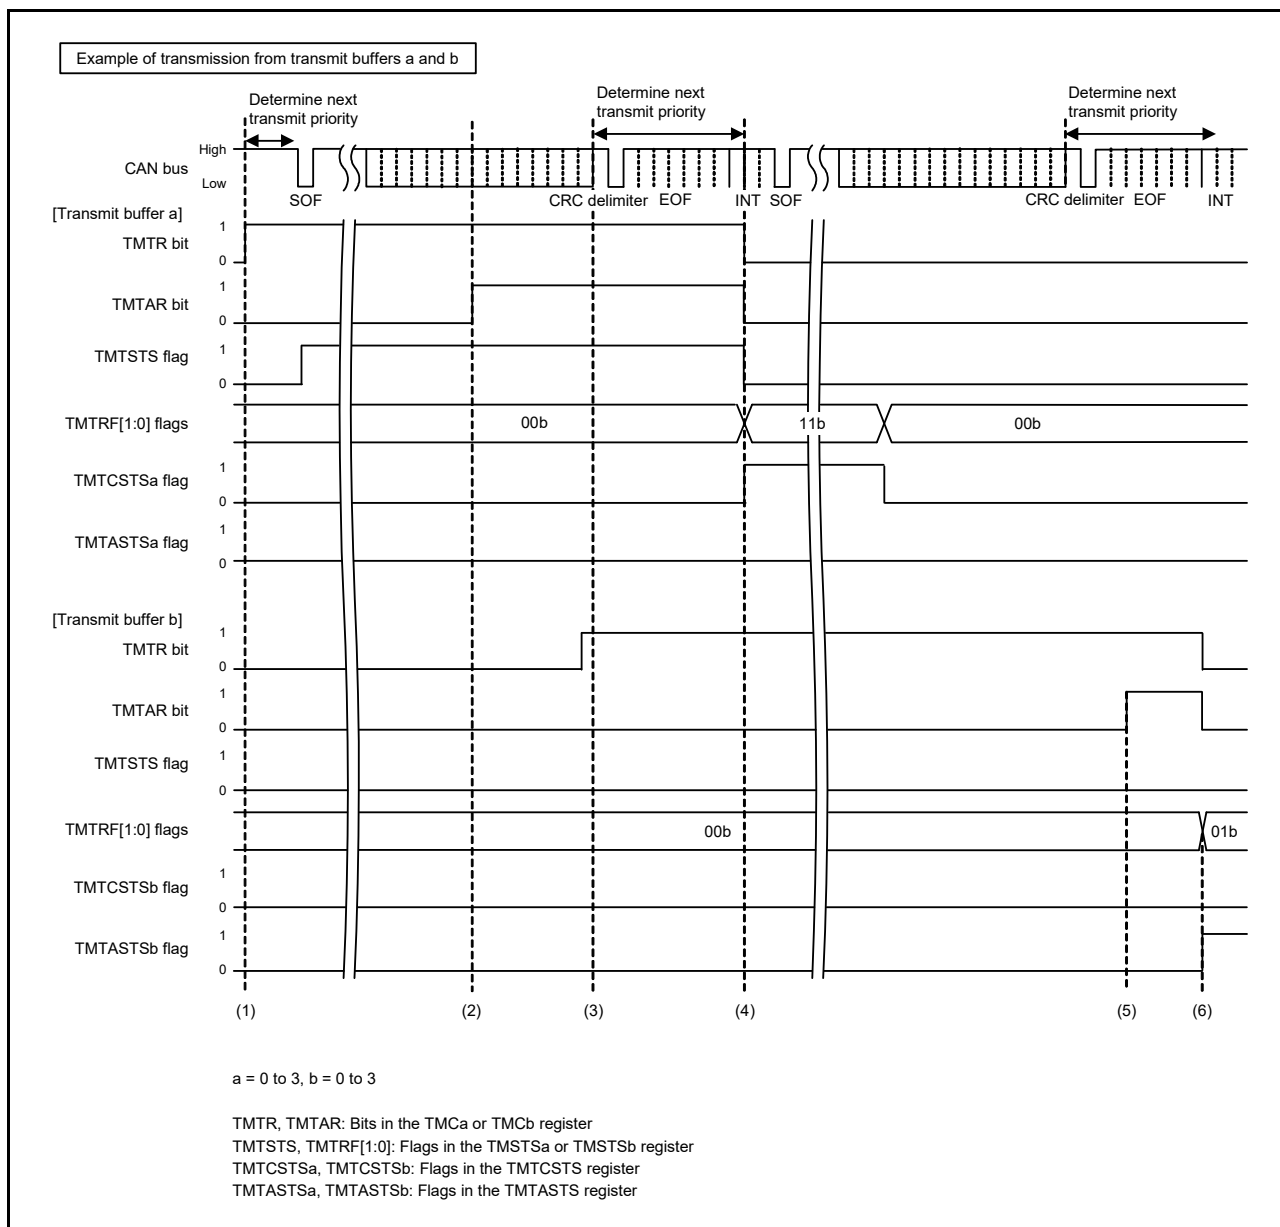 Example of transmission from transmit buffers a and b
Determine next
transmit priority
Determine next
transmit priority
Determine next
transmit priority
High
CAN bus
Low
SOF
CRC delimiter
EOF
INT
SOF
CRC delimiter
EOF
INT
[Transmit buffer a]
1
TMTR bit
0
1
TMTAR bit
0
1
TMTSTS flag
0
TMTRF[1:0] flags
00b
11b
00b
1
TMTCSTSa flag
0
1
TMTASTSa flag
0
[Transmit buffer b]
1
TMTR bit
0
1
TMTAR bit
0
1
TMTSTS flag
0
TMTRF[1:0] flags
00b
01b
1
TMTCSTSb flag
0
1
TMTASTSb flag
0
(1)
(2)
(3)
(4)
(5)
(6)
a = 0 to 3, b = 0 to 3
TMTR, TMTAR: Bits in the TMCa or TMCb register
TMTSTS, TMTRF[1:0]: Flags in the TMSTSa or TMSTSb register
TMTCSTSa, TMTCSTSb: Flags in the TMTCSTS register
TMTASTSa, TMTASTSb: Flags in the TMTASTS register